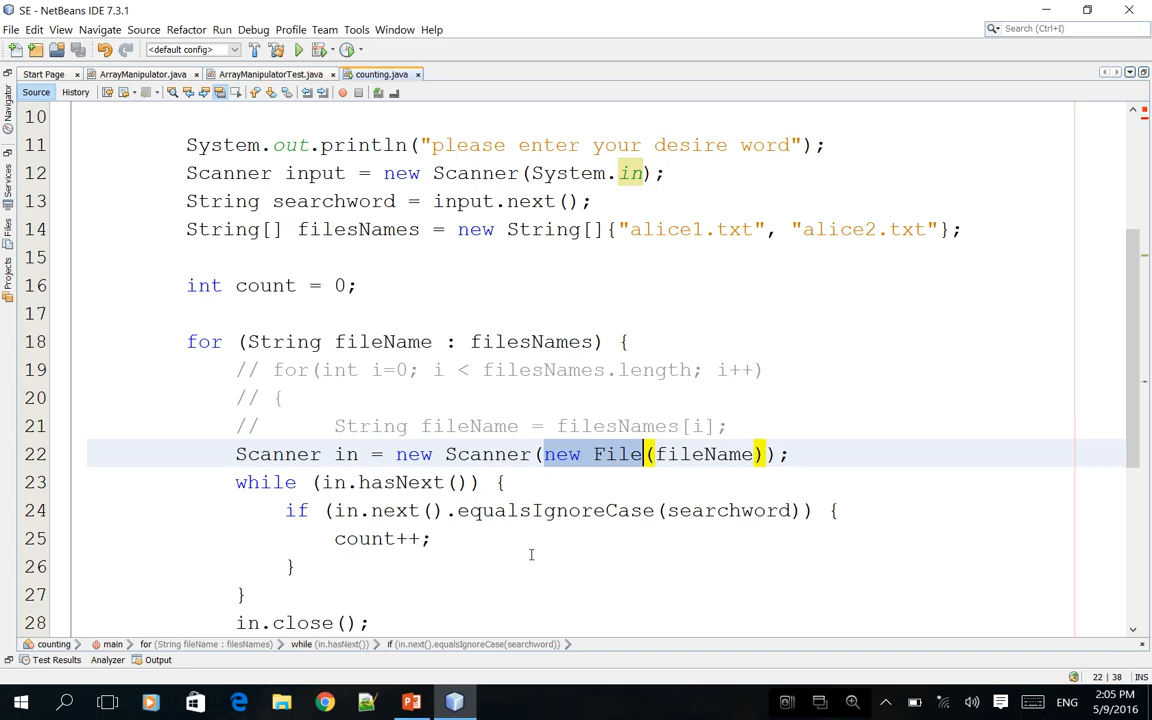 SE - NetBeans IDE 7.3.1
File Edit View Navigate Source Refactor Run Debug Profile Team Tools Window Help
Search (Ctrl+I)
<default config>
Start Page ArrayManipulator.java ArrayManipulatorTest.java counting.java
Source History
Navigator
Services
Files
Projects
10
11 System.out.println("please enter your desire word");
12 Scanner input = new Scanner(System.in);
13 String searchword = input.next();
14 String[] filesNames = new String[]{"alice1.txt", "alice2.txt"};
15
16 int count = 0;
17
18 for (String fileName : filesNames) {
19 // for(int i=0; i < filesNames.length; i++)
20 // {
21 // String fileName = filesNames[i];
22 Scanner in = new Scanner(new File(fileName));
23 while (in.hasNext()) {
24 if (in.next().equalsIgnoreCase(searchword)) {
25 count++;
26 }
27 }
28 in.close();
counting main for (String fileName : filesNames) while (in.hasNext()) if (in.next().equalsIgnoreCase(searchword))
Test Results Analyzer Output
22 | 38 INS
ENG
2:05 PM
5/9/2016